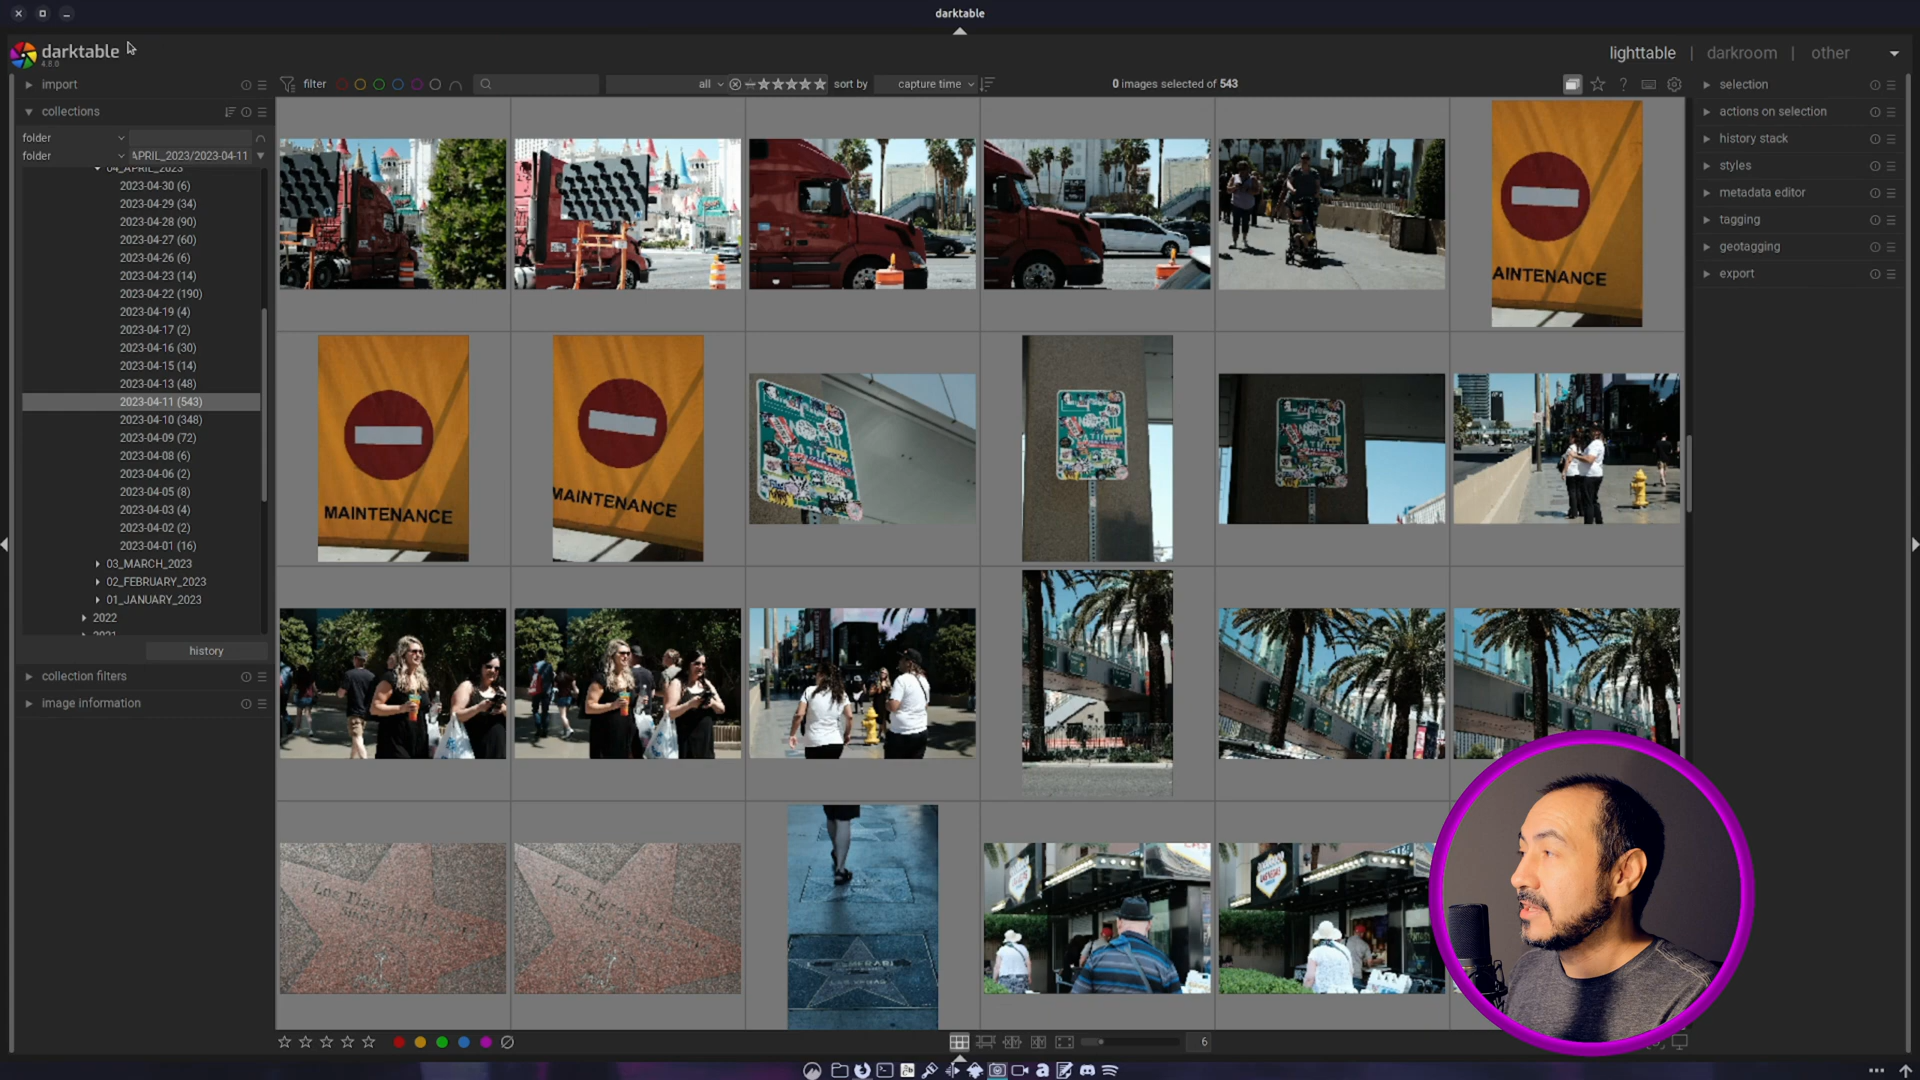 darktable
darktable
4.8.0
lighttable | darkroom | other
import
filter
all
sort by
capture time
0 images selected of 543
selection
collections
actions on selection
folder
history stack
folder
APRIL_2023/2023-04-11
styles
04_APRIL_2023
2023-04-30 (6)
metadata editor
2023-04-29 (34)
2023-04-28 (90)
tagging
2023-04-27 (60)
geotagging
2023-04-26 (6)
2023-04-23 (14)
export
2023-04-22 (190)
2023-04-19 (4)
2023-04-17 (2)
2023-04-16 (30)
2023-04-15 (14)
2023-04-13 (48)
2023-04-11 (543)
2023-04-10 (348)
2023-04-09 (72)
2023-04-08 (6)
2023-04-06 (2)
2023-04-05 (8)
2023-04-03 (4)
2023-04-02 (2)
2023-04-01 (16)
03_MARCH_2023
02_FEBRUARY_2023
01_JANUARY_2023
2022
2021
history
collection filters
image information
AINTENANCE
MAINTENANCE
MAINTENANCE
6